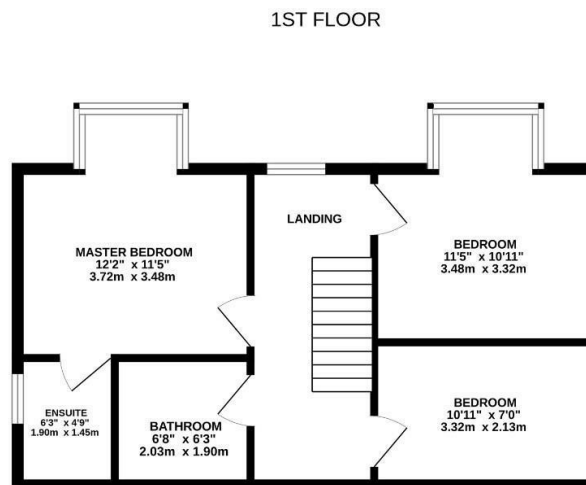 1ST FLOOR
LANDING
MASTER BEDROOM
12'2" x 11'5"
3.72m x 3.48m
BEDROOM
11'5" x 10'11"
3.48m x 3.32m
ENSUITE
6'3" x 4'9"
1.90m x 1.45m
BATHROOM
6'8" x 6'3"
2.03m x 1.90m
BEDROOM
10'11" x 7'0"
3.32m x 2.13m